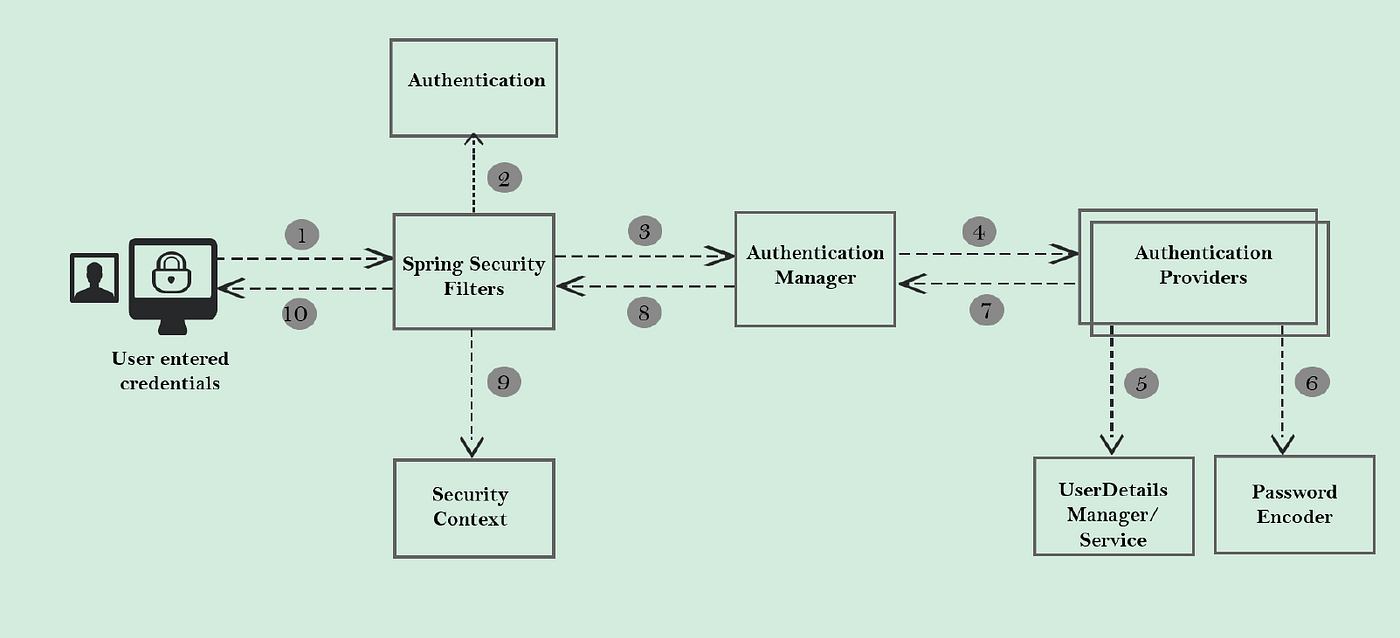 Authentication
2
1
3
4
Spring Security
Filters
Authentication
Manager
Authentication
Providers
10
8
7
User entered
credentials
9
5
6
Security
Context
UserDetails
Manager/
Service
Password
Encoder